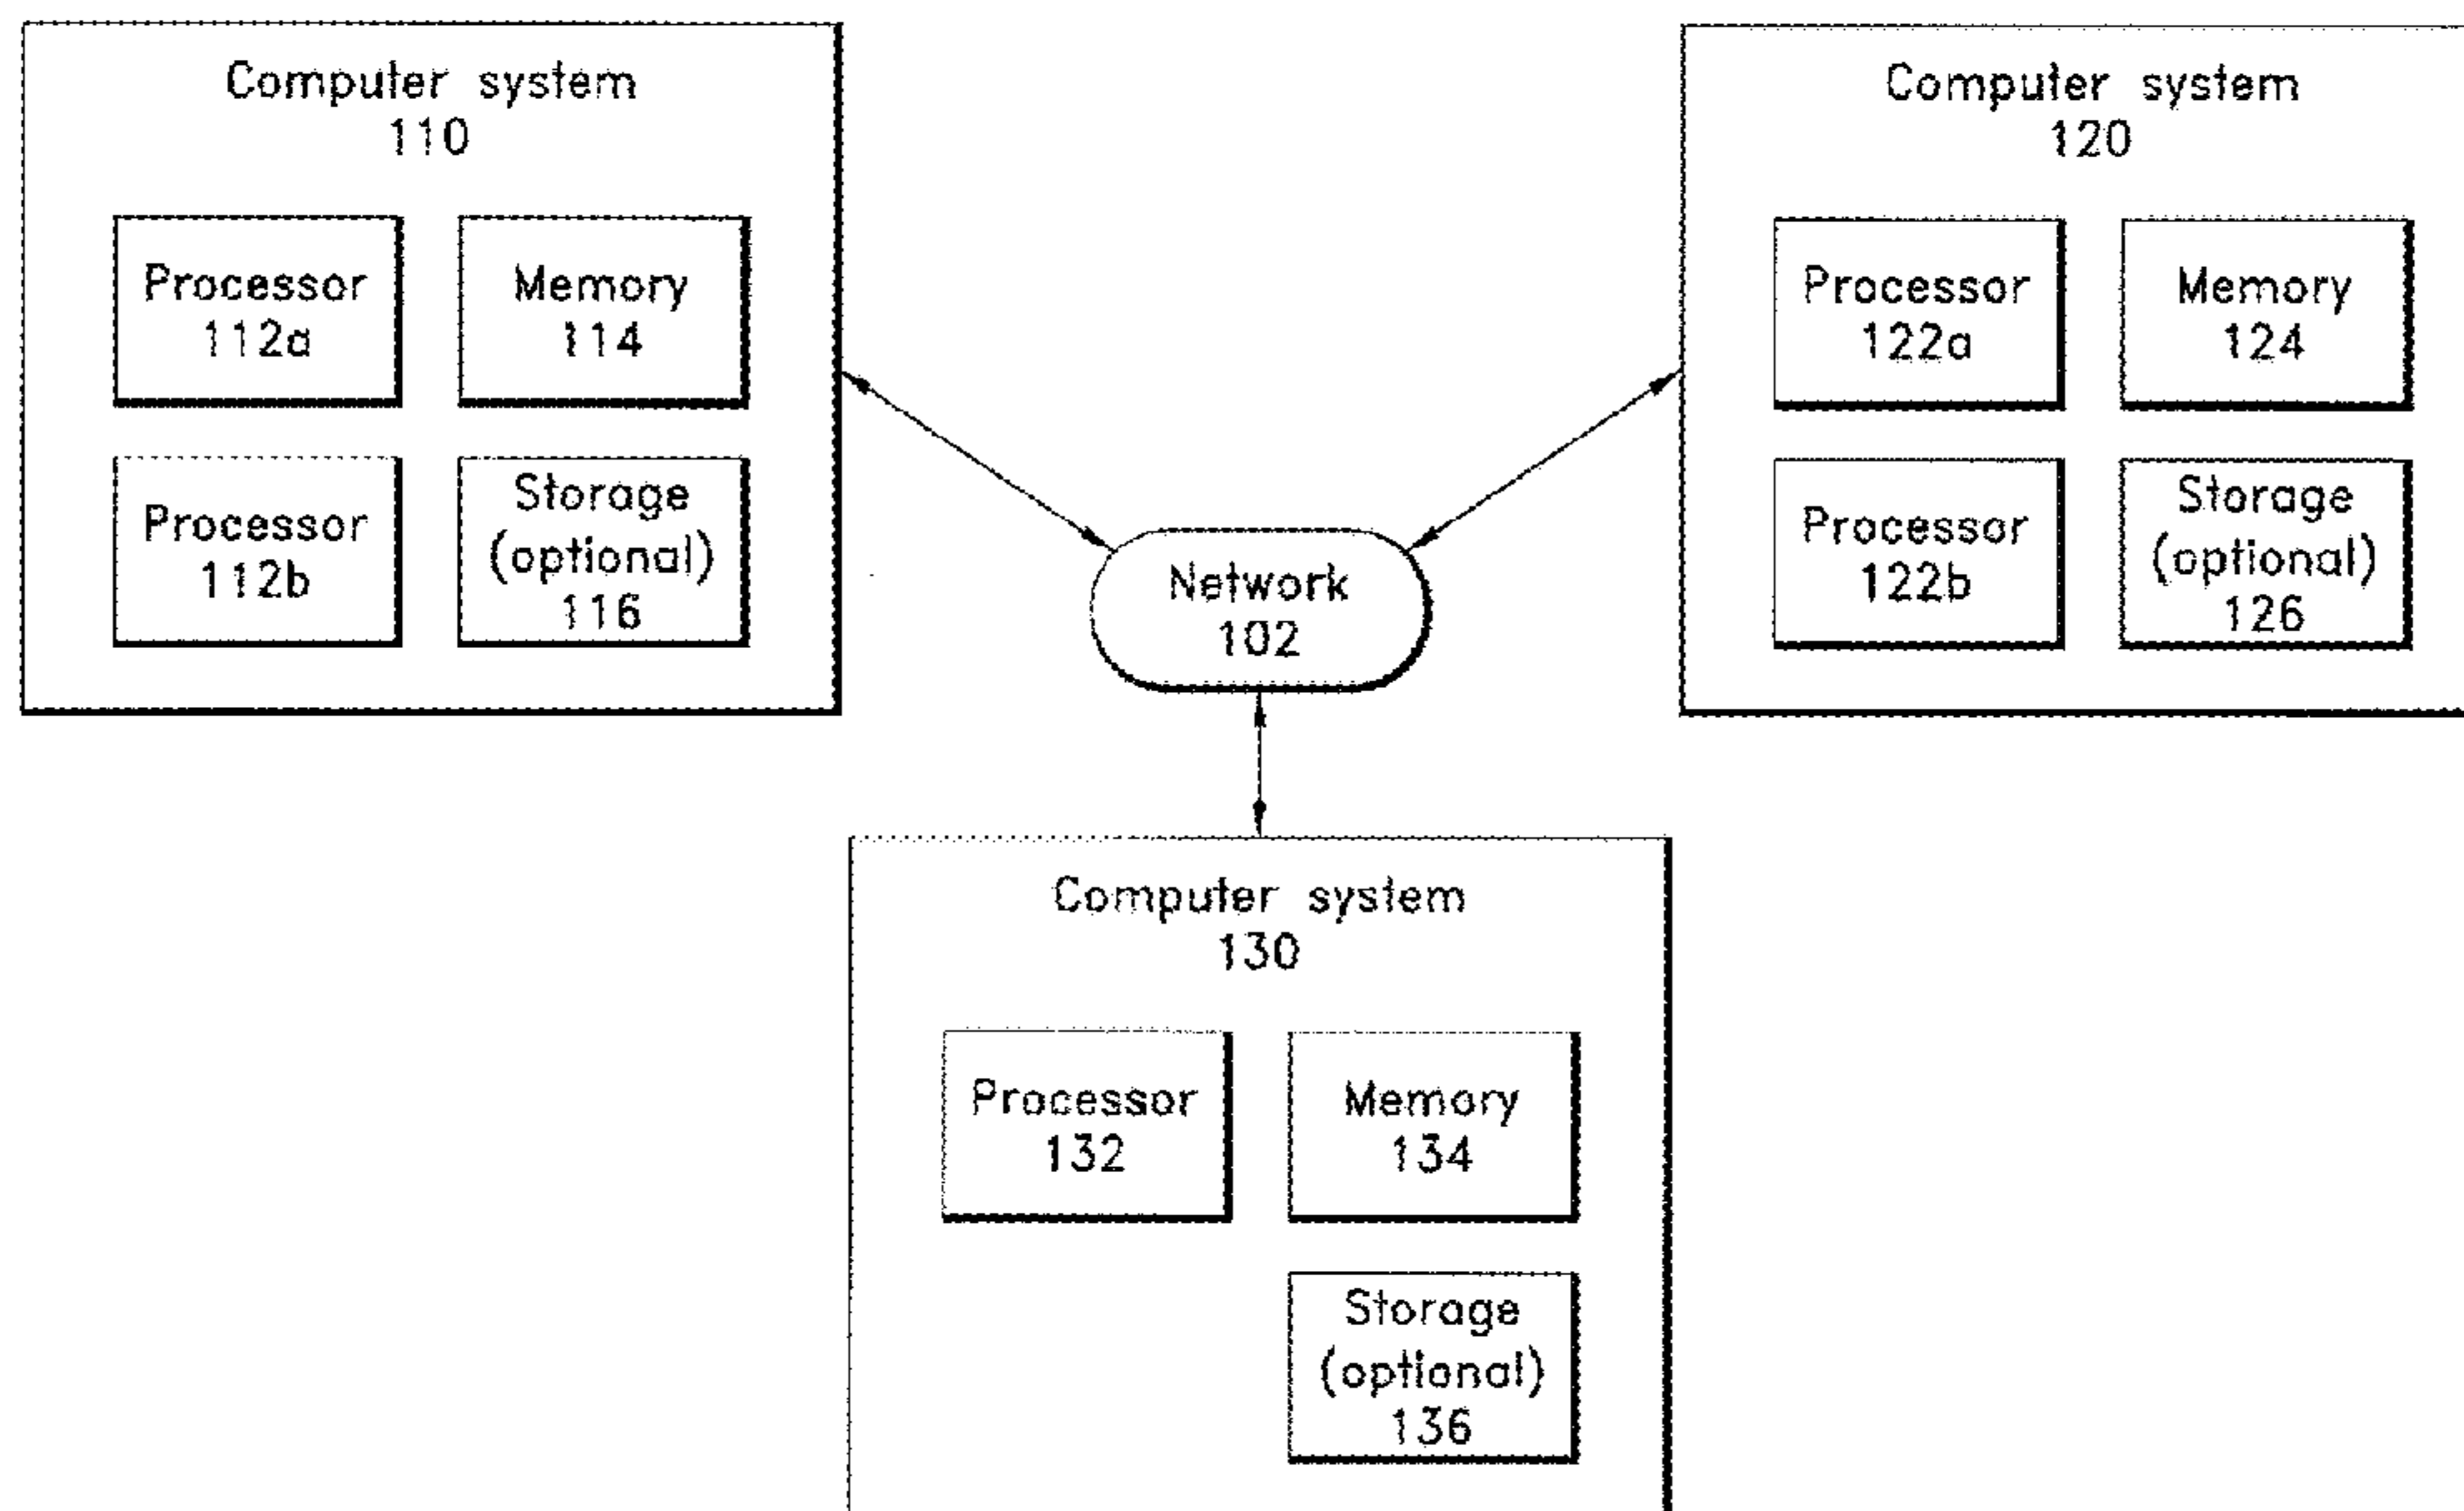 Computer system
110
Processor
112a
Memory
114
Processor
112b
Storage
(optional)
116
Computer system
120
Processor
122a
Memory
124
Processor
122b
Storage
(optional)
126
Network
102
Computer system
130
Processor
132
Memory
134
Storage
(optional)
136